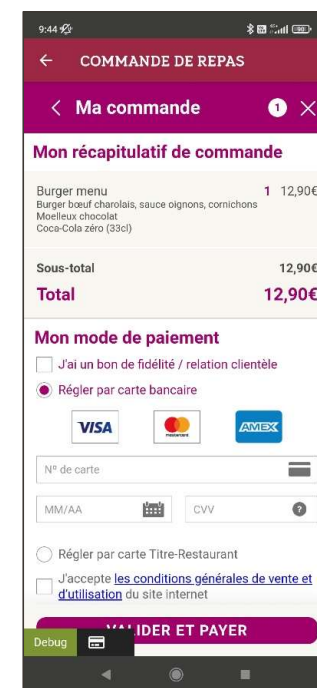 9:44
COMMANDE DE REPAS
Ma commande 1
Mon récapitulatif de commande
Burger menu 1 12,90€
Burger bœuf charolais, sauce oignons, cornichons
Moelleux chocolat
Coca-Cola zéro (33cl)
Sous-total 12,90€
Total 12,90€
Mon mode de paiement
J'ai un bon de fidélité / relation clientèle
Régler par carte bancaire
VISA mastercard AMEX
N° de carte
MM/AA CVV ?
Régler par carte Titre-Restaurant
J'accepte les conditions générales de vente et
d'utilisation du site internet
VALIDER ET PAYER
Debug